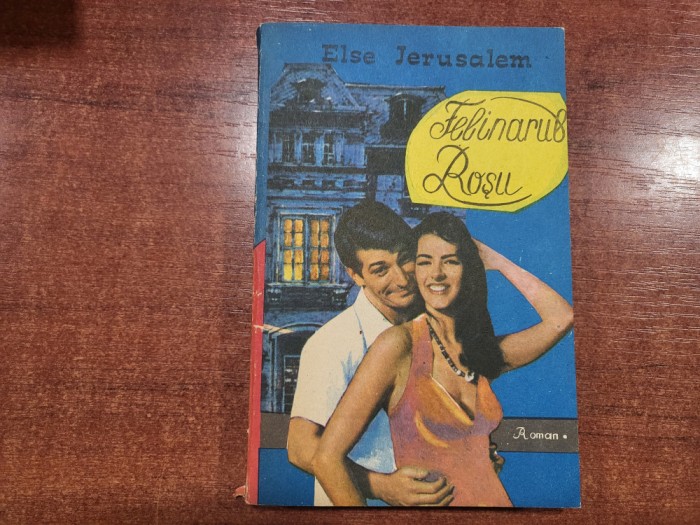 Else Jerusalem
Felinarul
Roșu
Roman